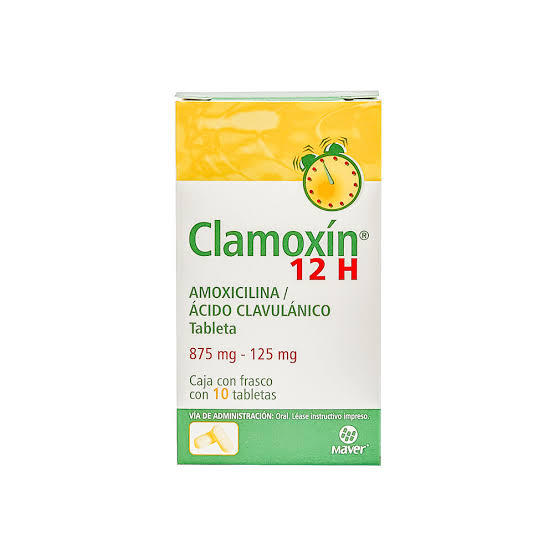 Clamoxín®
12 H
AMOXICILINA /
ÁCIDO CLAVULÁNICO
Tableta
875 mg - 125 mg
Caja con frasco
con 10 tabletas
VÍA DE ADMINISTRACIÓN: Oral. Léase instructivo impreso.
Maver®